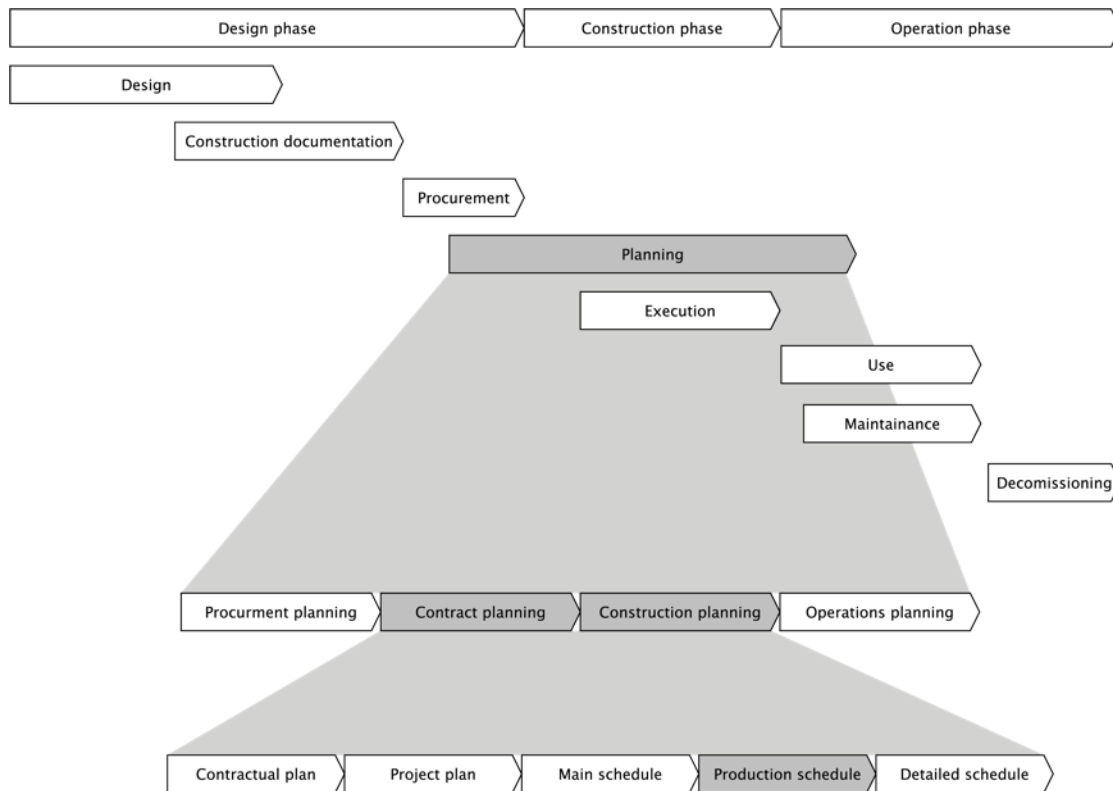 Design phase
Construction phase
Operation phase
Design
Construction documentation
Procurement
Planning
Execution
Use
Maintainance
Decomissioning
Procurment planning
Contract planning
Construction planning
Operations planning
Contractual plan
Project plan
Main schedule
Production schedule
Detailed schedule